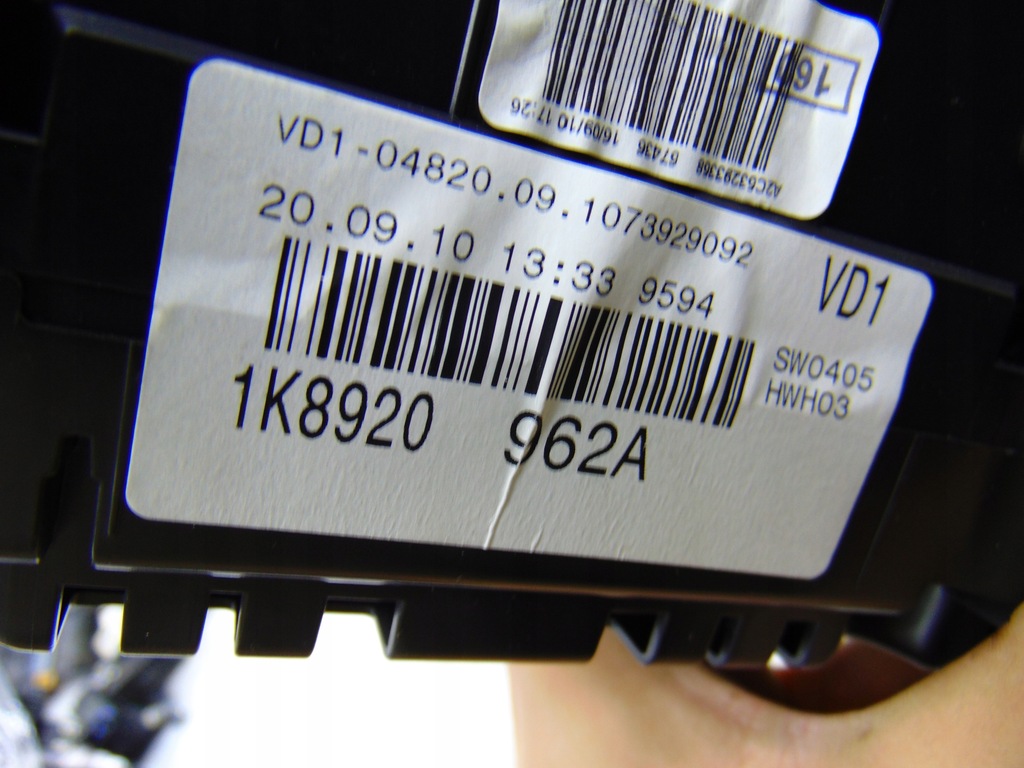 160
A2C53293368 67436 16/09/10 17:26
VD1-04820.09.1073929092
20.09.10 13:33 9594
VD1
SW0405
HWH03
1K8920 962A